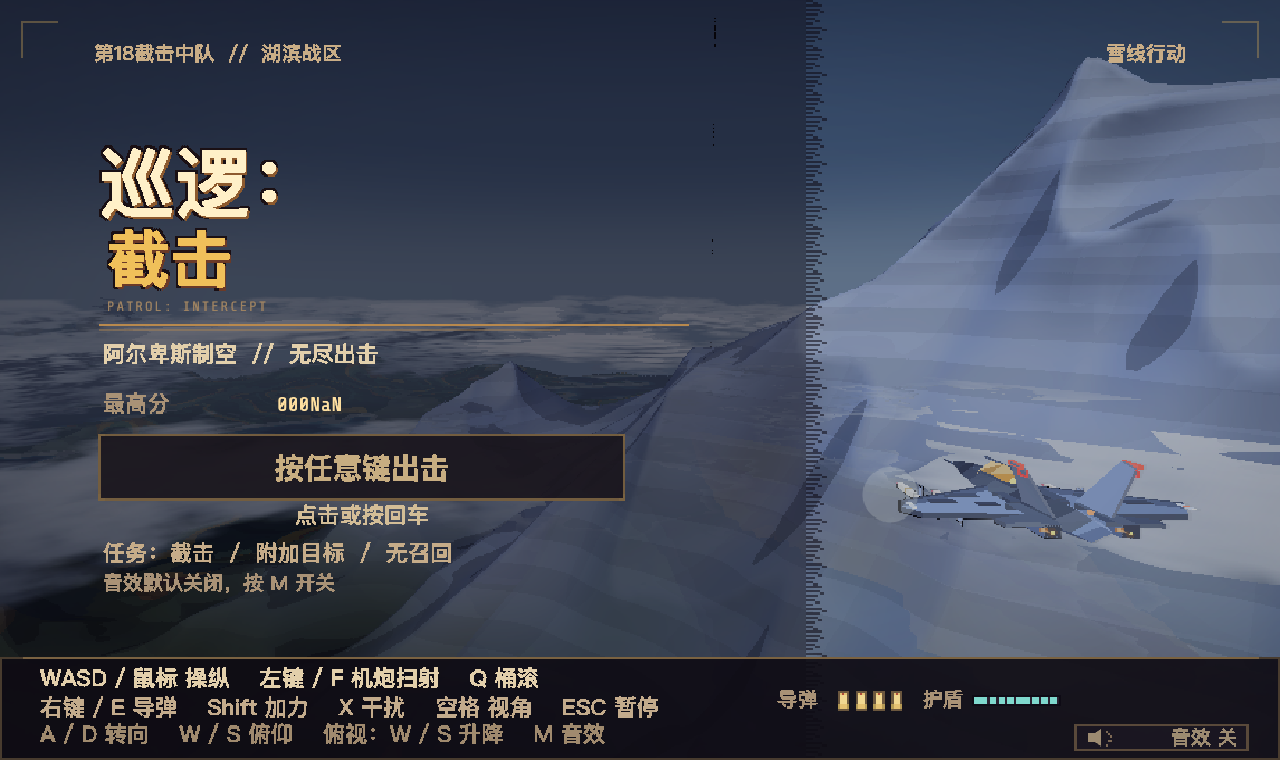 第18截击中队 // 湖滨战区
雪线行动
巡逻：
截击
PATROL: INTERCEPT
阿尔卑斯制空 // 无尽出击
最高分 000NaN
按任意键出击
点击或按回车
任务：截击 / 附加目标 / 无召回
音效默认关闭，按 M 开关
WASD / 鼠标 操纵 左键 / F 机炮扫射 Q 桶滚
右键 / E 导弹 Shift 加力 X 干扰 空格 视角 ESC 暂停
A / D 转向 W / S 俯仰 俯视：W / S 升降 M 音效
导弹 护盾
音效 关